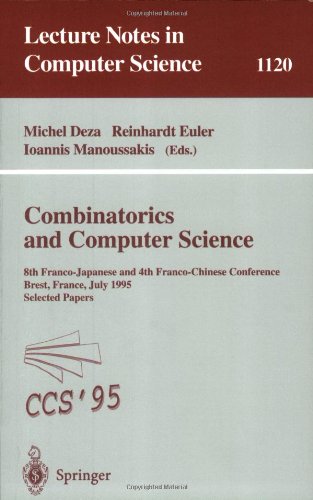 Lecture Notes in
Computer Science 1120
Michel Deza Reinhardt Euler
Ioannis Manoussakis (Eds.)
Combinatorics
and Computer Science
8th Franco-Japanese and 4th Franco-Chinese Conference
Brest, France, July 1995
Selected Papers
CCS'95
Springer